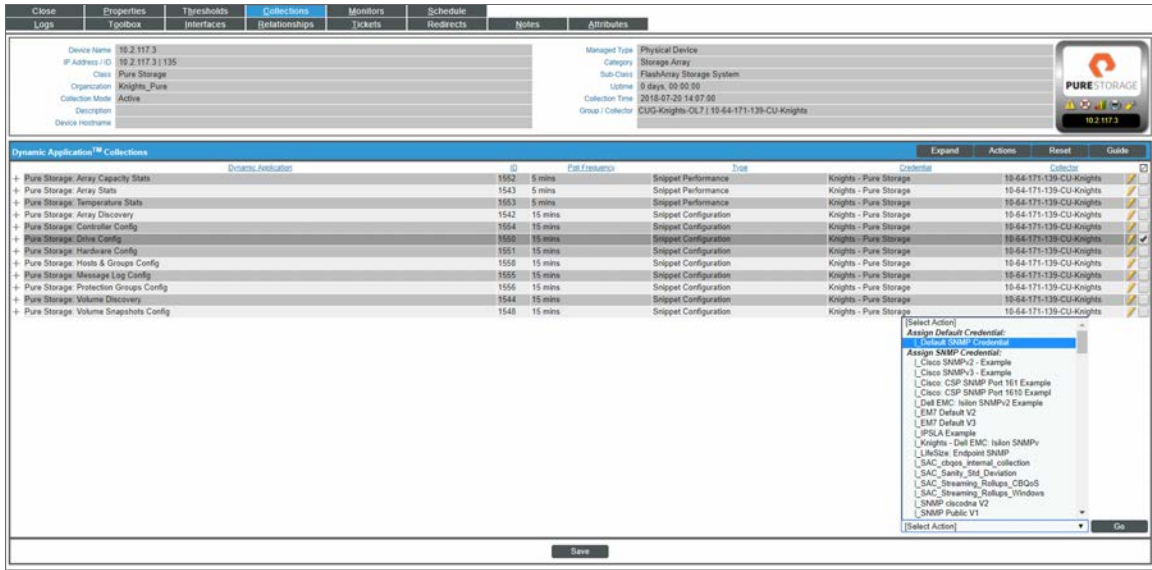 Close Properties Thresholds Collections Monitors Schedule
Logs Toolbox Interfaces Relationships Tickets Redirects Notes Attributes
Device Name 10.2.117.3
IP Address / ID 10.2.117.3 | 135
Class Pure Storage
Organization Knights_Pure
Collection Mode Active
Description
Device Hostname
Managed Type Physical Device
Category Storage Array
Sub-Class FlashArray Storage System
Uptime 0 days, 00:00:00
Collection Time 2018-07-20 14:07:00
Group / Collector CUG-Knights-OL7 | 10-64-171-139-CU-Knights
PURESTORAGE
10.2.117.3
Dynamic Application™ Collections Expand Actions Reset Guide
Dynamic Application ID Poll Frequency Type Credential Collector
+ Pure Storage: Array Capacity Stats 1552 5 mins Snippet Performance Knights - Pure Storage 10-64-171-139-CU-Knights
+ Pure Storage: Array Stats 1543 5 mins Snippet Performance Knights - Pure Storage 10-64-171-139-CU-Knights
+ Pure Storage: Temperature Stats 1553 5 mins Snippet Performance Knights - Pure Storage 10-64-171-139-CU-Knights
+ Pure Storage: Array Discovery 1542 15 mins Snippet Configuration Knights - Pure Storage 10-64-171-139-CU-Knights
+ Pure Storage: Controller Config 1554 15 mins Snippet Configuration Knights - Pure Storage 10-64-171-139-CU-Knights
+ Pure Storage: Drive Config 1550 15 mins Snippet Configuration Knights - Pure Storage 10-64-171-139-CU-Knights
+ Pure Storage: Hardware Config 1551 15 mins Snippet Configuration Knights - Pure Storage 10-64-171-139-CU-Knights
+ Pure Storage: Hosts & Groups Config 1558 15 mins Snippet Configuration Knights - Pure Storage 10-64-171-139-CU-Knights
+ Pure Storage: Message Log Config 1555 15 mins Snippet Configuration Knights - Pure Storage 10-64-171-139-CU-Knights
+ Pure Storage: Protection Groups Config 1556 15 mins Snippet Configuration Knights - Pure Storage 10-64-171-139-CU-Knights
+ Pure Storage: Volume Discovery 1544 15 mins Snippet Configuration Knights - Pure Storage 10-64-171-139-CU-Knights
+ Pure Storage: Volume Snapshots Config 1548 15 mins Snippet Configuration Knights - Pure Storage 10-64-171-139-CU-Knights
[Select Action]
Assign Default Credential:
|_Default SNMP Credential
Assign SNMP Credential:
|_Cisco SNMPv2 - Example
|_Cisco SNMPv3 - Example
|_Cisco: CSP SNMP Port 161 Example
|_Cisco: CSP SNMP Port 1610 Exampl
|_Dell EMC: Isilon SNMPv2 Example
|_EM7 Default V2
|_EM7 Default V3
|_IPSLA Example
|_Knights - Dell EMC: Isilon SNMPv
|_LifeSize: Endpoint SNMP
|_SAC_cbqos_internal_collection
|_SAC_Sanity_Std_Deviation
|_SAC_Streaming_Rollups_CBQoS
|_SAC_Streaming_Rollups_Windows
|_SNMP ciscodna V2
|_SNMP Public V1
[Select Action] Go
Save